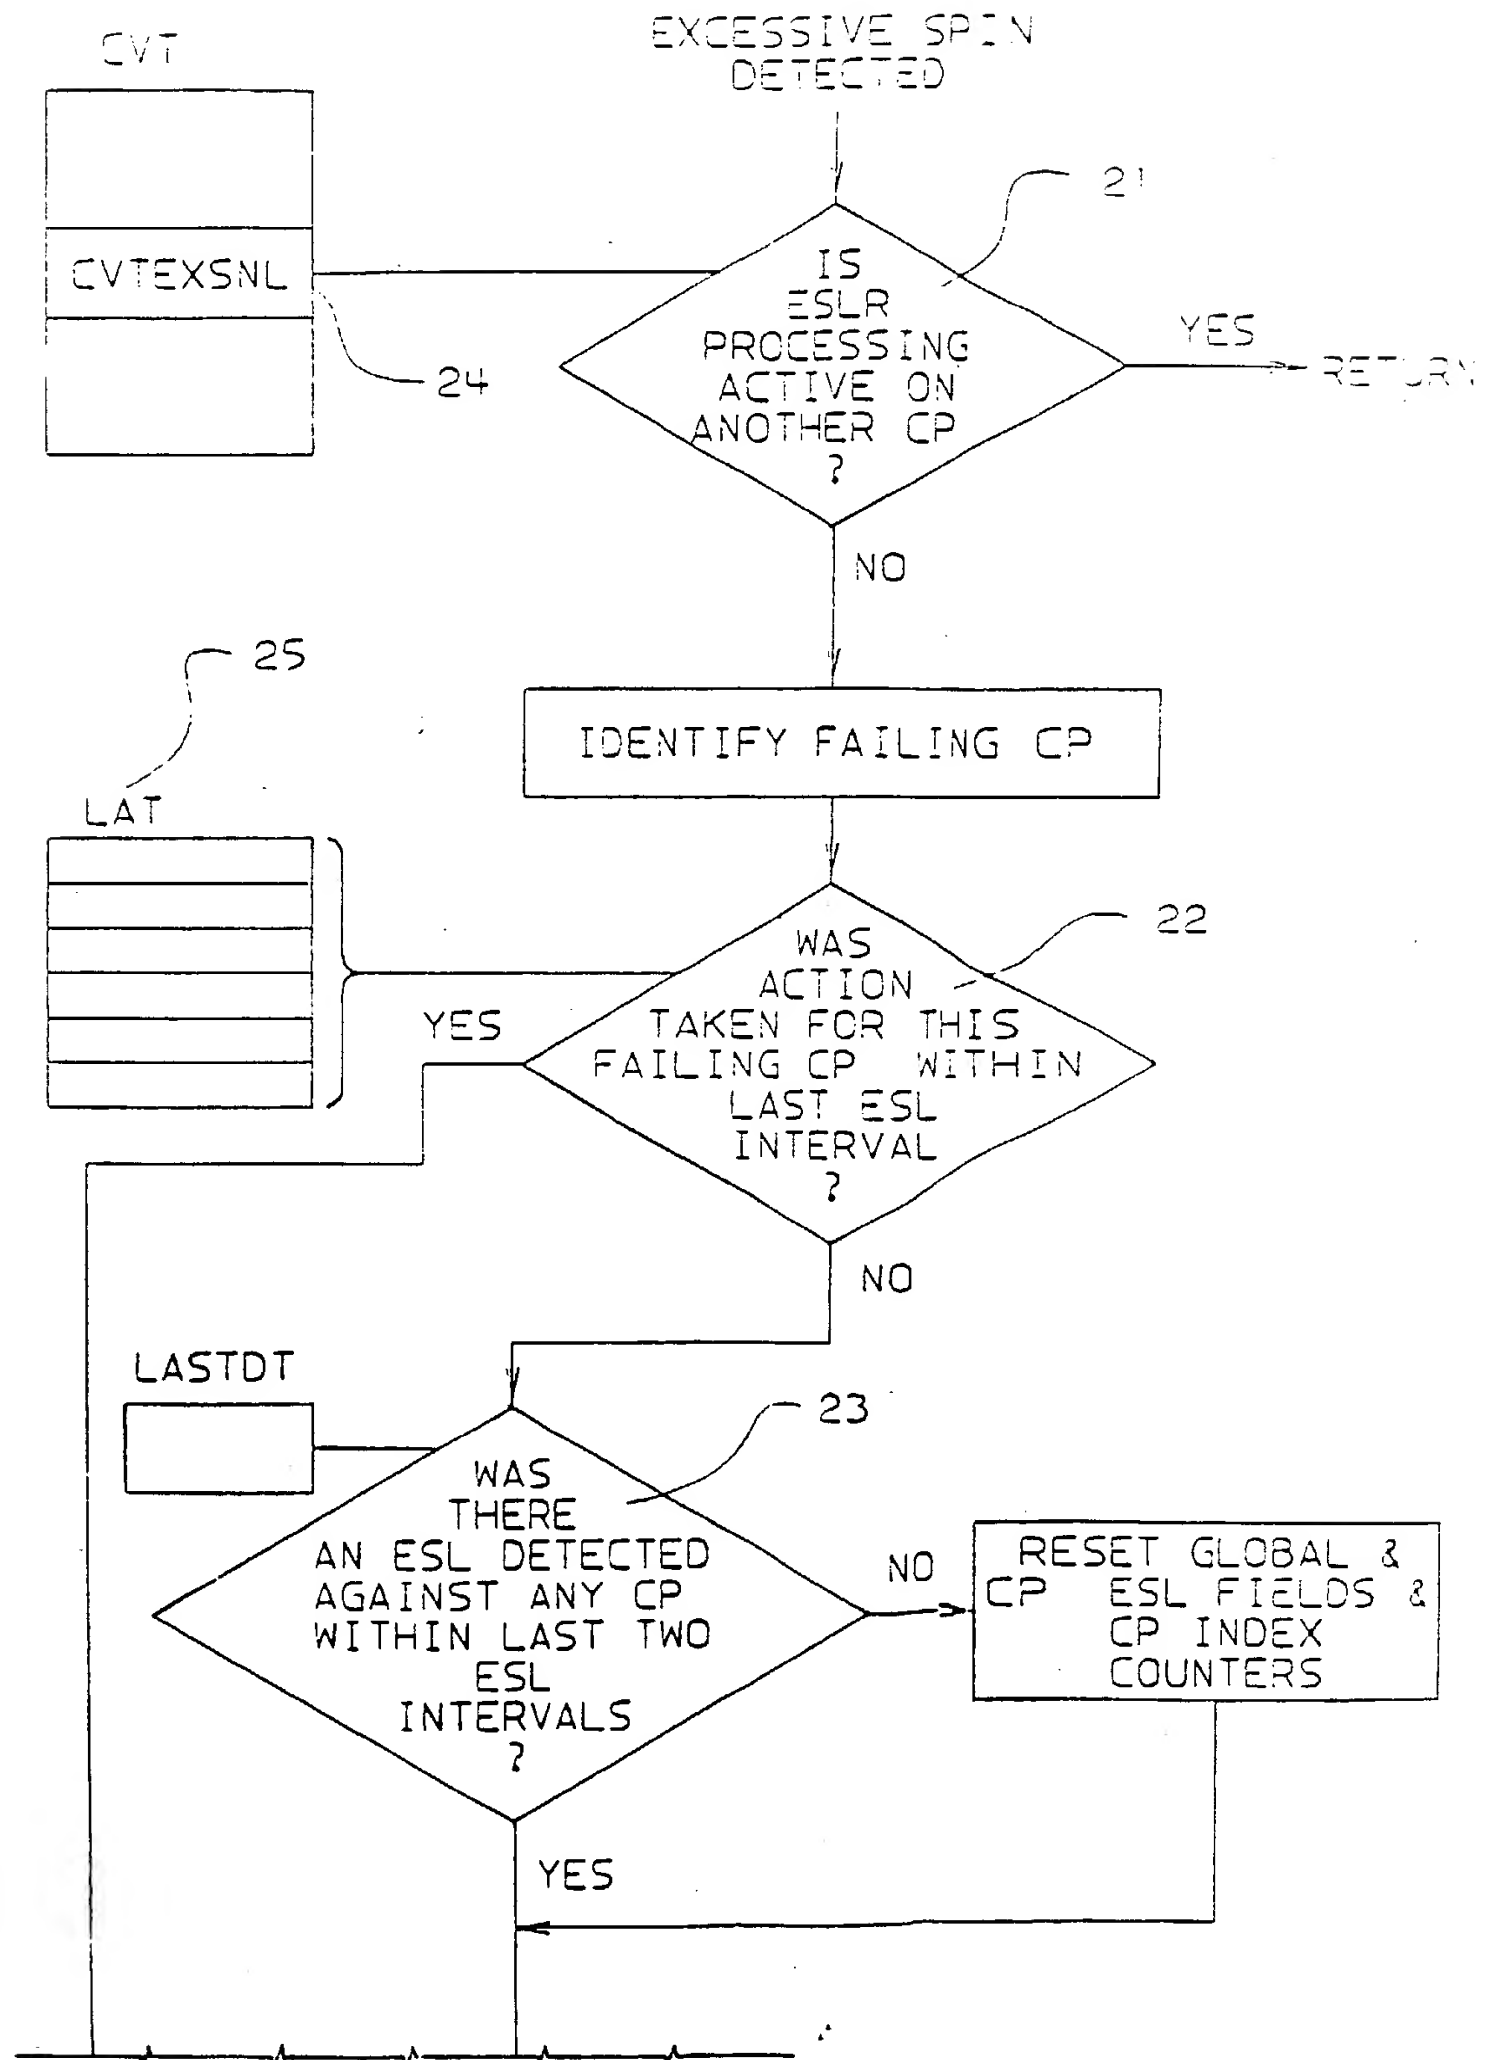 CVT
EXCESSIVE SPIN
DETECTED
21
CVTEXSNL
24
IS
ESLR
PROCESSING
ACTIVE ON
ANOTHER CP
?
YES
RETURN
NO
25
IDENTIFY FAILING CP
LAT
22
WAS
ACTION
TAKEN FOR THIS
FAILING CP WITHIN
LAST ESL
INTERVAL
?
YES
NO
LASTDT
23
WAS
THERE
AN ESL DETECTED
AGAINST ANY CP
WITHIN LAST TWO
ESL
INTERVALS
?
NO
RESET GLOBAL &
CP ESL FIELDS &
CP INDEX
COUNTERS
YES